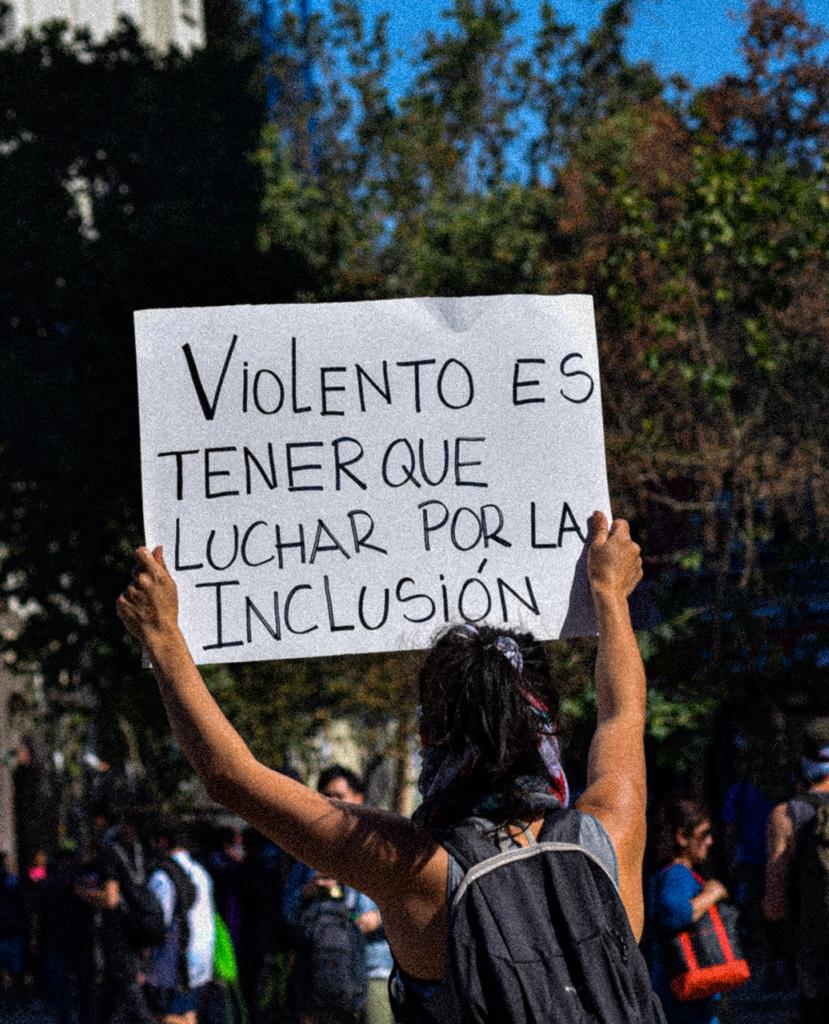 VIOLENTO ES
TENER QUE
LUCHAR POR LA
INCLUSIÓN